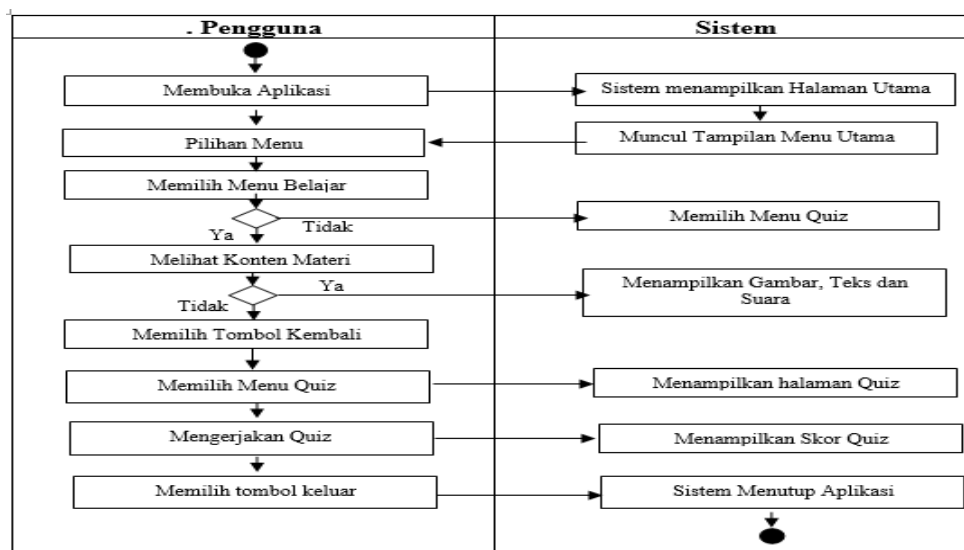 . Pengguna
Sistem
Membuka Aplikasi
Sistem menampilkan Halaman Utama
Pilihan Menu
Muncul Tampilan Menu Utama
Memilih Menu Belajar
Tidak
Memilih Menu Quiz
Ya
Melihat Konten Materi
Ya
Menampilkan Gambar, Teks dan
Suara
Tidak
Memilih Tombol Kembali
Memilih Menu Quiz
Menampilkan halaman Quiz
Mengerjakan Quiz
Menampilkan Skor Quiz
Memilih tombol keluar
Sistem Menutup Aplikasi